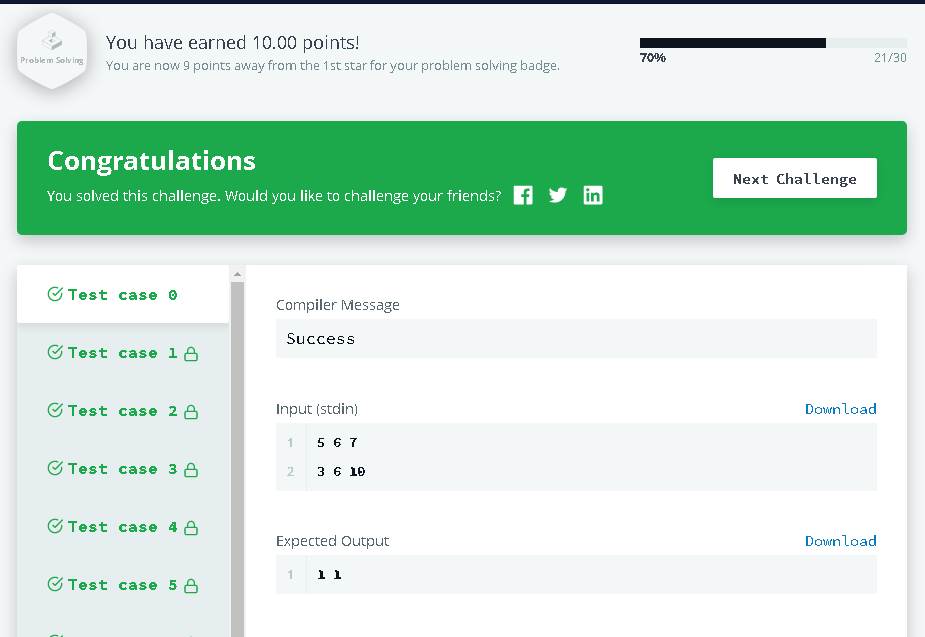 Problem Solving
You have earned 10.00 points!
You are now 9 points away from the 1st star for your problem solving badge.
70%
21/30
Congratulations
You solved this challenge. Would you like to challenge your friends?
Next Challenge
Test case 0
Test case 1
Test case 2
Test case 3
Test case 4
Test case 5
Compiler Message
Success
Input (stdin)
Download
1 5 6 7
2 3 6 10
Expected Output
Download
1 1 1